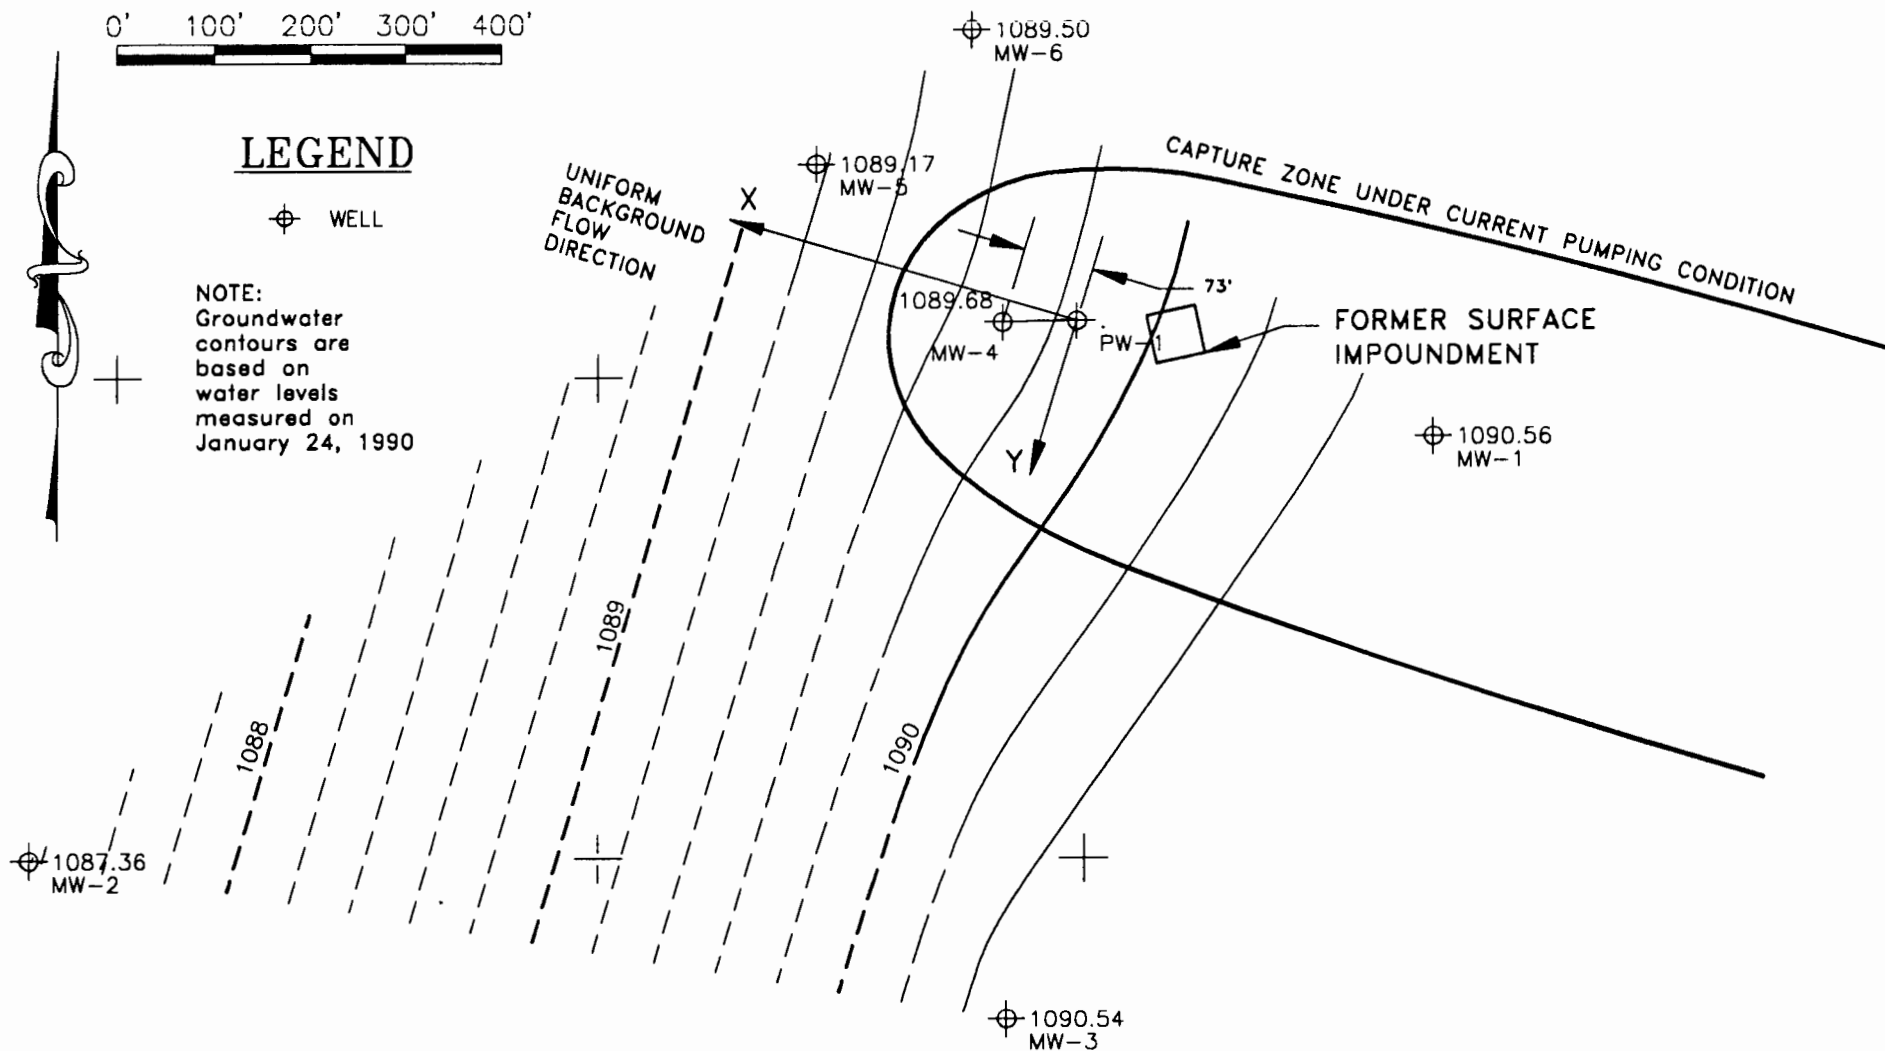 0' 100' 200' 300' 400'
1089.50
MW-6
LEGEND
WELL
NOTE:
Groundwater
contours are
based on
water levels
measured on
January 24, 1990
UNIFORM
BACKGROUND
FLOW
DIRECTION
X
1089.17
MW-5
CAPTURE ZONE UNDER CURRENT PUMPING CONDITION
73'
1089.68
MW-4
PW-1
FORMER SURFACE
IMPOUNDMENT
Y
1090.56
MW-1
1089
1088
1090
1087.36
MW-2
1090.54
MW-3